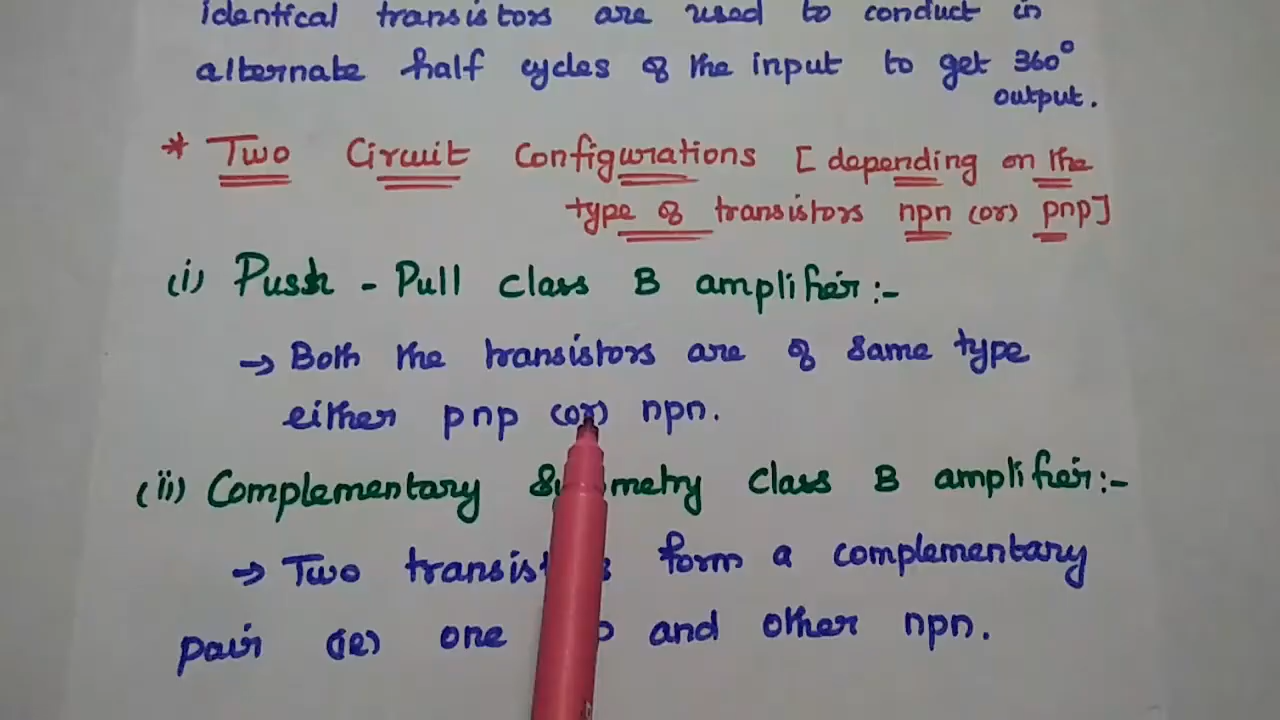 identical transistors are used to conduct in
alternate half cycles of the input to get 360°
output.
* Two Circuit Configurations [depending on the
type of transistors npn (or) pnp]
(i) Push - Pull class B amplifier:-
→ Both the transistors are of same type
either pnp (or) npn.
(ii) Complementary class B amplifier:-
→ Two form a complementary
pair (ie) one and other npn.